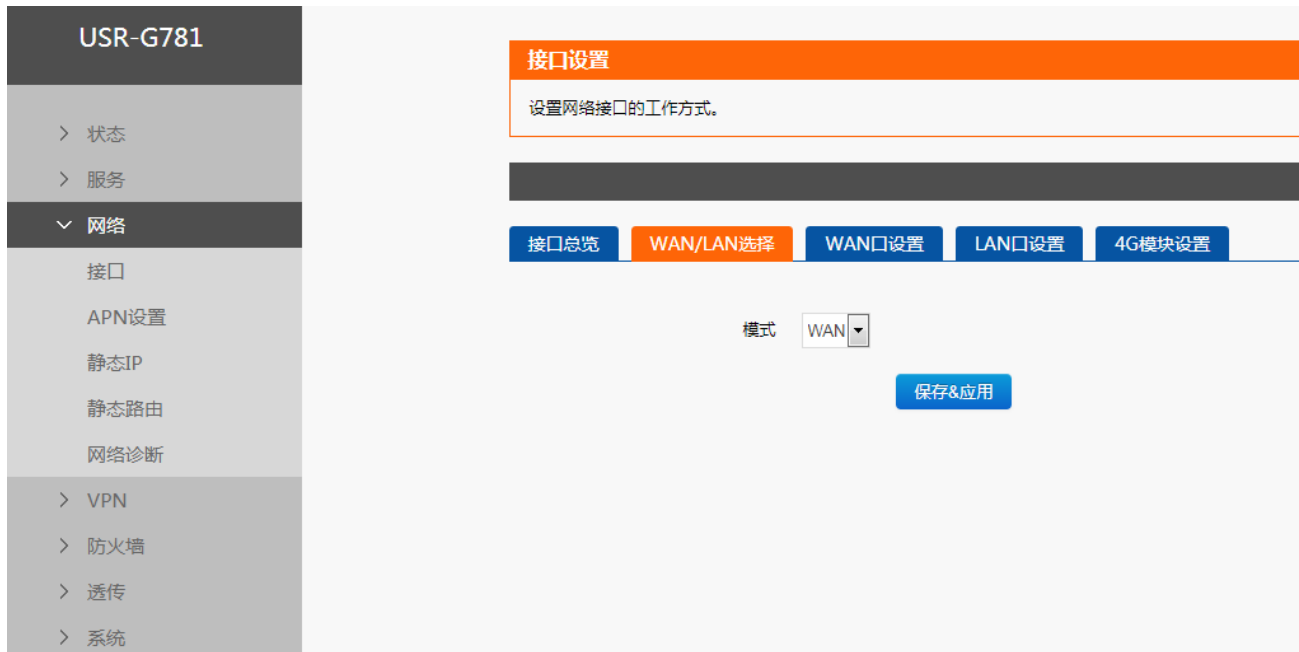 USR-G781
状态
服务
网络
接口
APN设置
静态IP
静态路由
网络诊断
VPN
防火墙
透传
系统
接口设置
设置网络接口的工作方式。
接口总览 WAN/LAN选择 WAN口设置 LAN口设置 4G模块设置
模式 WAN
保存&应用